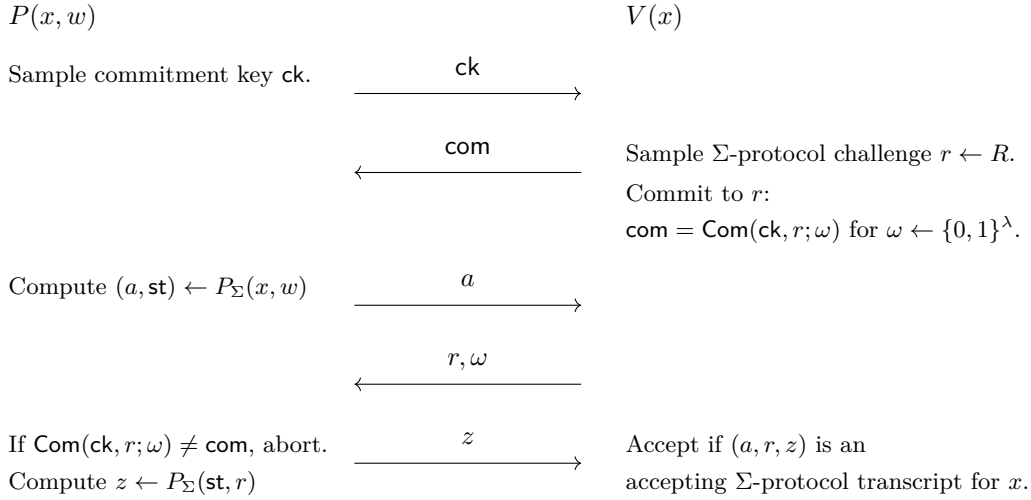 P(x, w) V(x)
Sample commitment key ck. ck
com Sample Σ-protocol challenge r ← R.
Commit to r:
com = Com(ck, r; ω) for ω ← {0, 1}^λ.
Compute (a, st) ← P_Σ(x, w) a
r, ω
If Com(ck, r; ω) ≠ com, abort. z Accept if (a, r, z) is an
Compute z ← P_Σ(st, r) accepting Σ-protocol transcript for x.